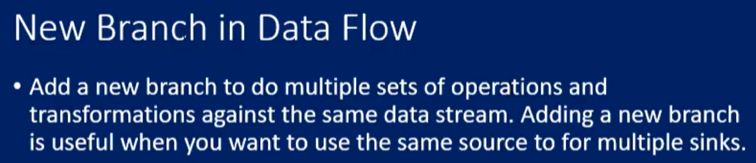 New Branch in Data Flow
• Add a new branch to do multiple sets of operations and
transformations against the same data stream. Adding a new branch
is useful when you want to use the same source to for multiple sinks.